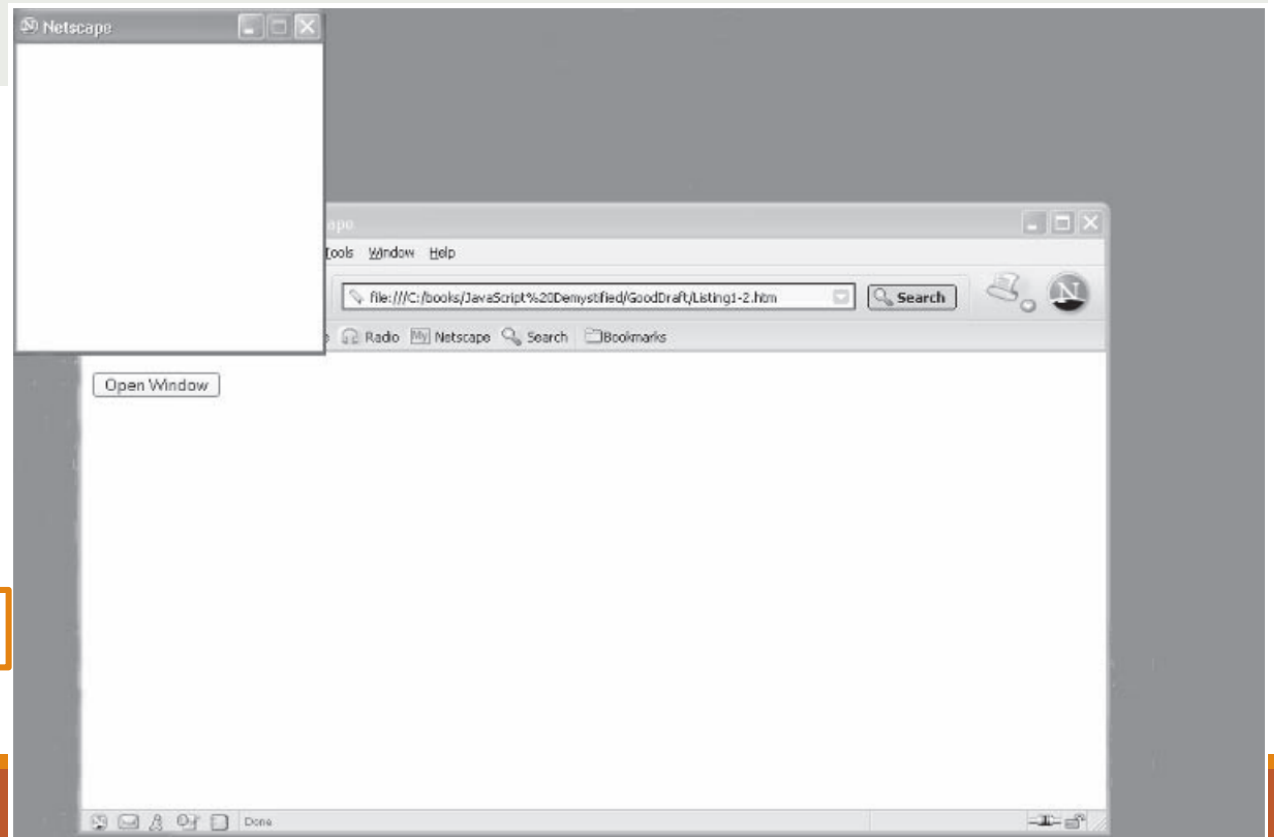 Netscape
ape
Tools Window Help
file:///C:/books/JavaScript%20Demystified/GoodDraft/Listing1-2.htm
Search
N
Radio My Netscape Search Bookmarks
Open Window
Done